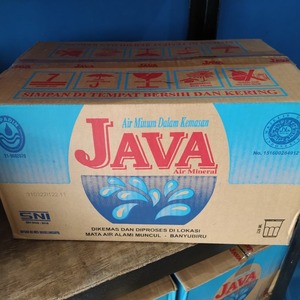 SIMPAN DI TEMPAT BERSIH DAN KERING
Air Minum Dalam Kemasan
JAVA
Air Mineral
SNI
DIKEMAS DAN DIPROSES DI LOKASI
MATA AIR ALAMI MUNCUL - BANYUBIRU